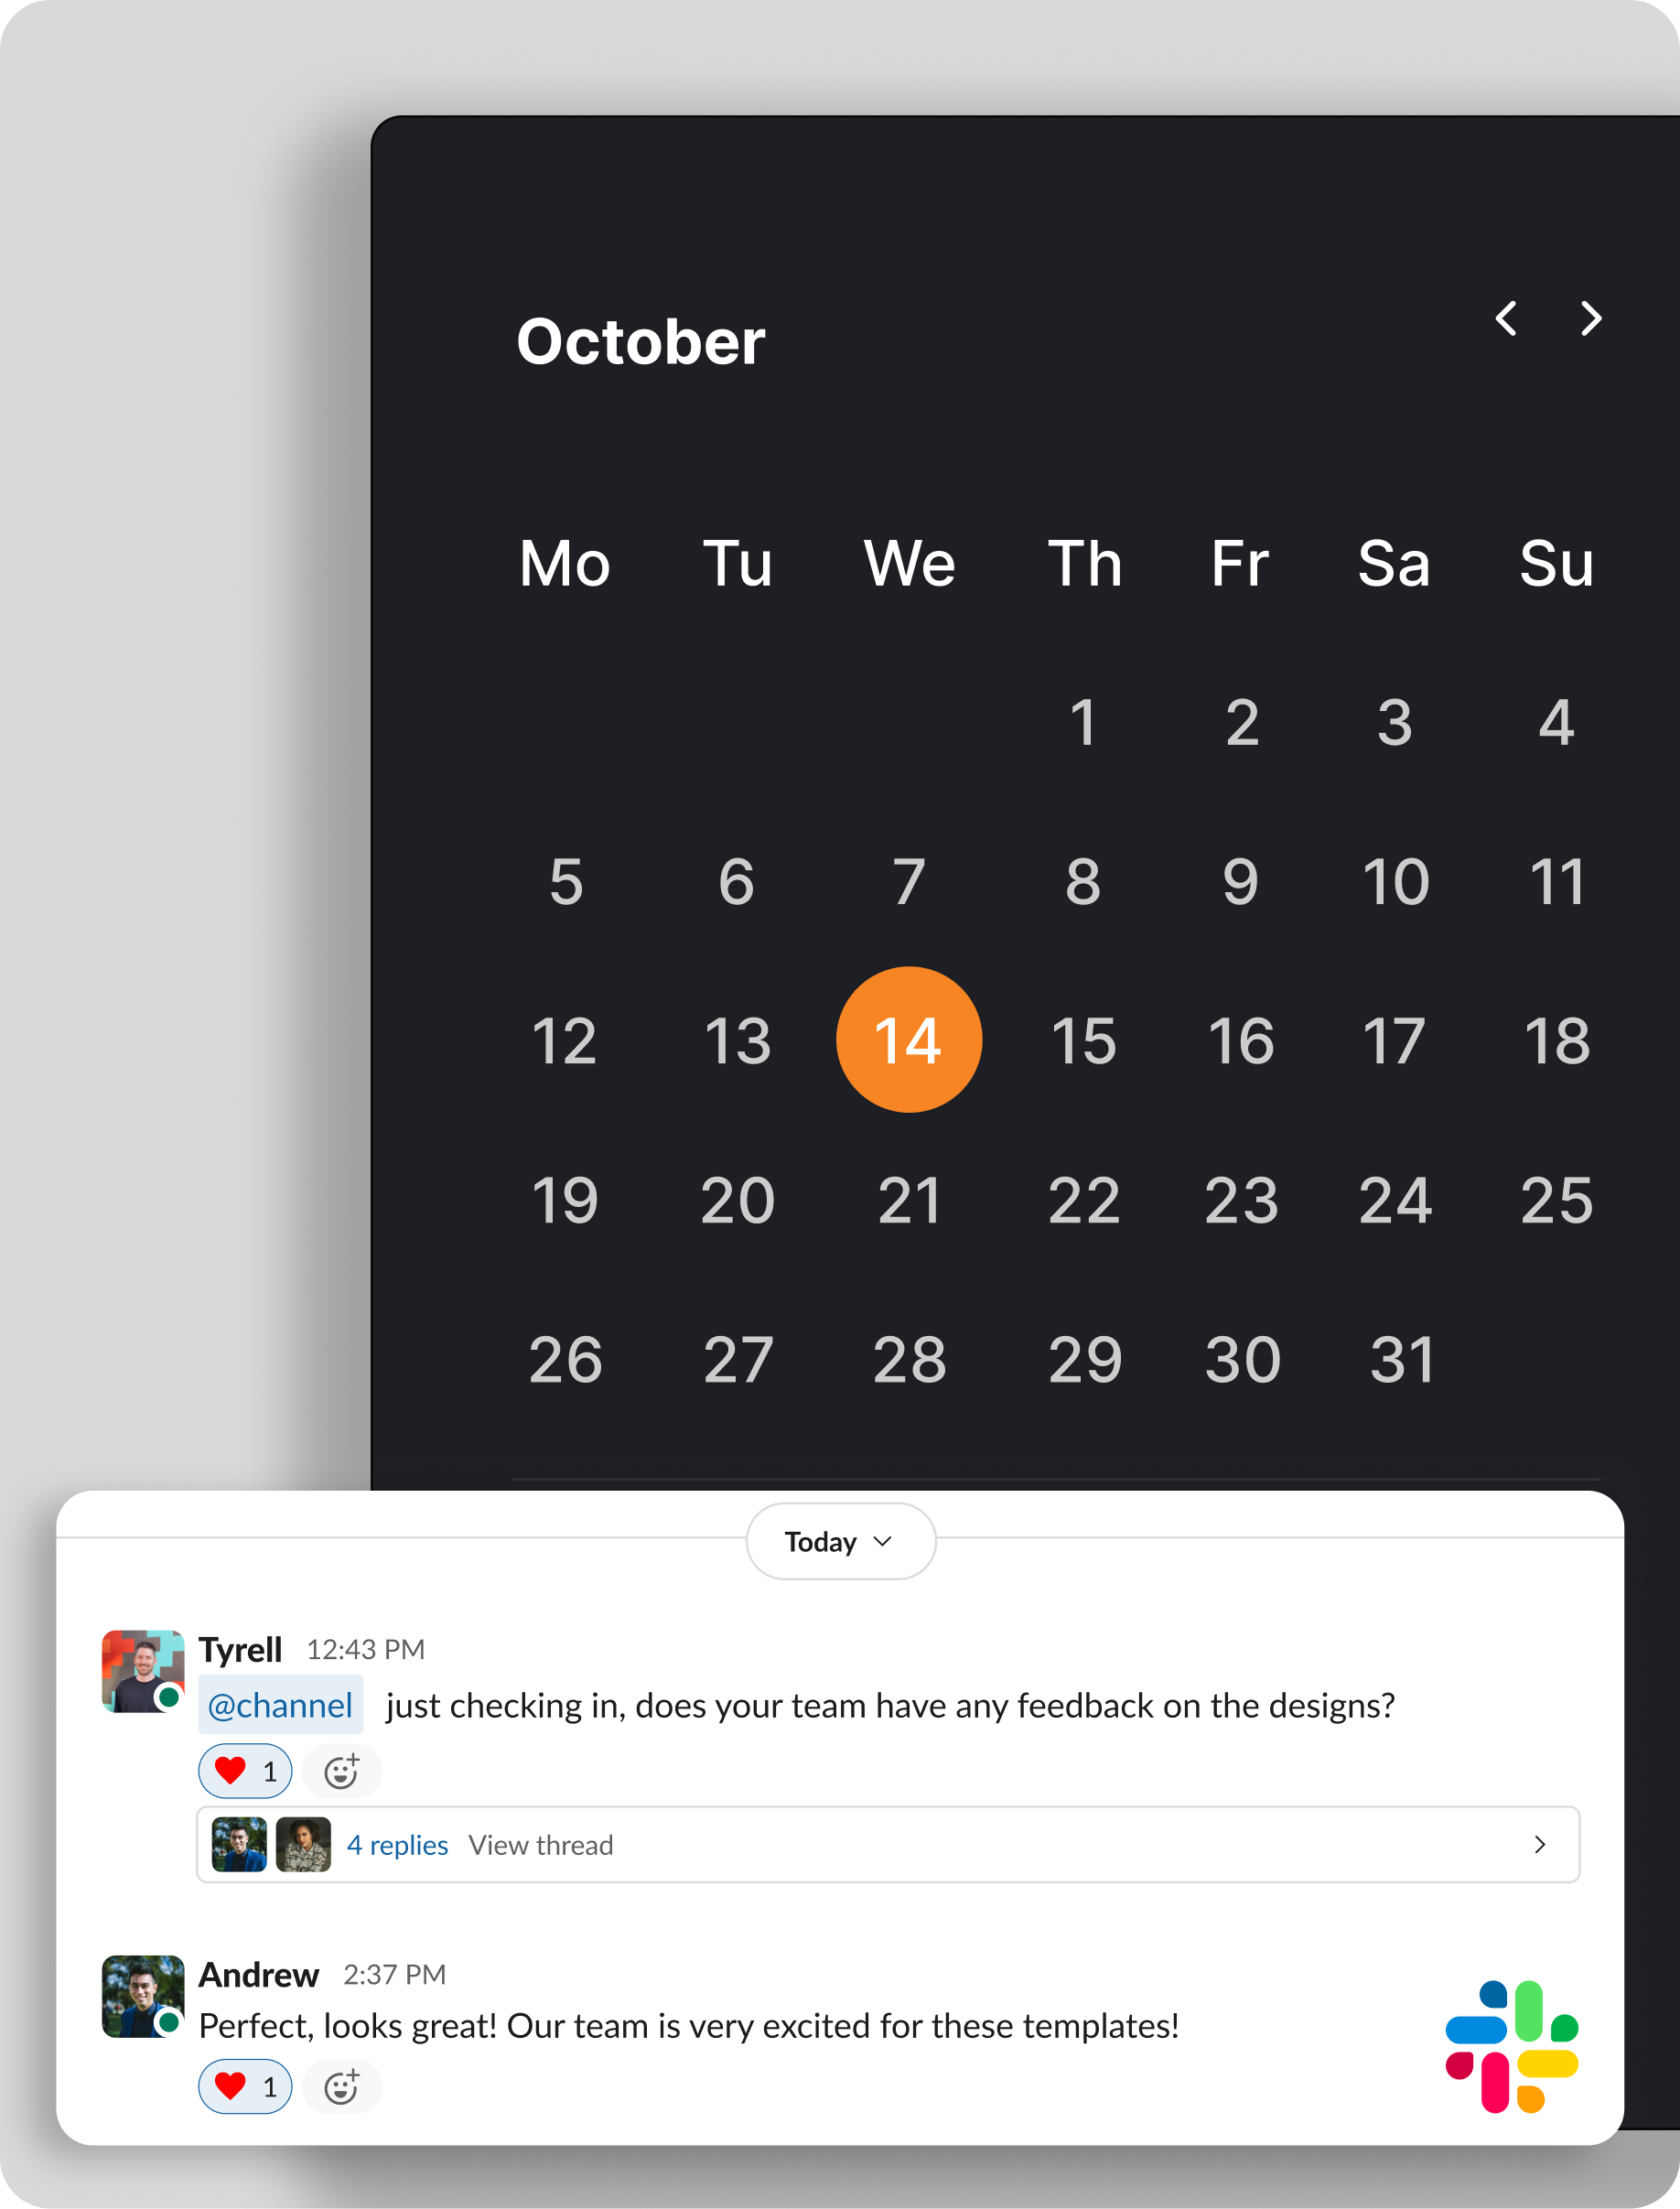 October
Mo Tu We Th Fr Sa Su
1 2 3 4
5 6 7 8 9 10 11
12 13 14 15 16 17 18
19 20 21 22 23 24 25
26 27 28 29 30 31
Today
Tyrell 12:43 PM
@channel just checking in, does your team have any feedback on the designs?
1
4 replies View thread
Andrew 2:37 PM
Perfect, looks great! Our team is very excited for these templates!
1